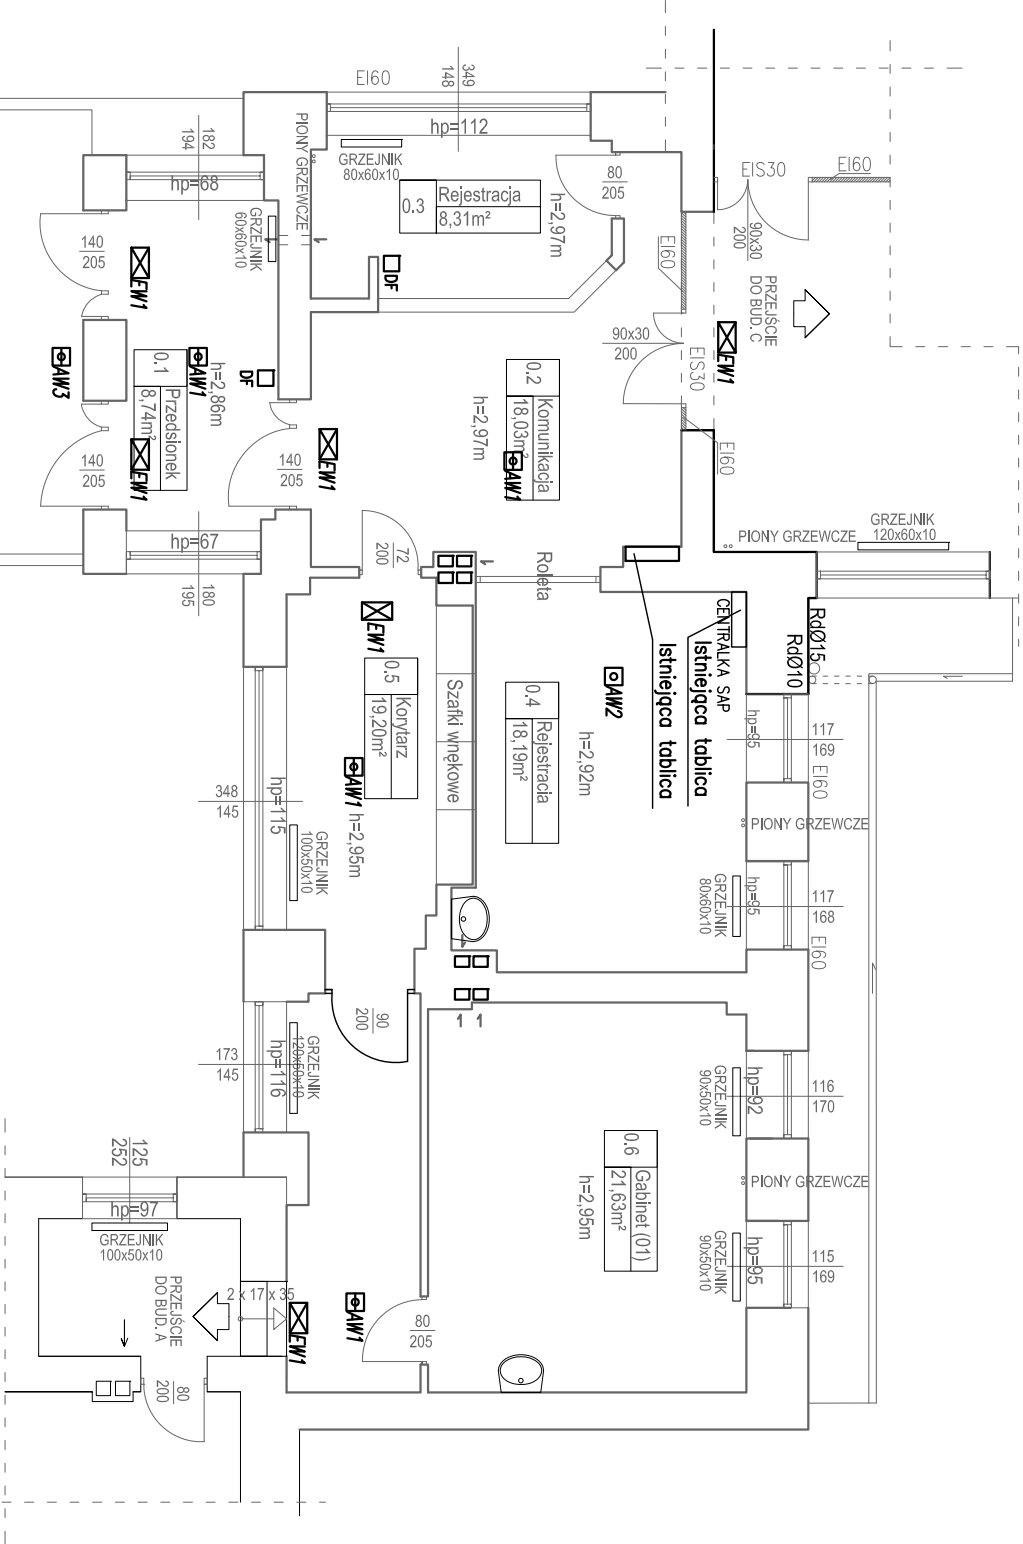 EI60
349
148
hp=112
PIONY GRZEWCZE
GRZEJNIK
80x60x10
0.3
Rejestracja
8,31m²
h=2,97m
80
205
EIS30
EI60
90x30
200
PRZEJŚCIE
DO BUD. C
EI60
182
194
hp=68
GRZEJNIK
60x60x10
1
1
140
205
EW1
DF
90x30
200
EIS30
EW1
EI60
AW3
0.1
Przedsionek
8,74m²
AW1
h=2,86m
DF
EW1
140
205
140
205
EW1
0.2
Komunikacja
18,03m²
h=2,97m
AW1
hp=67
180
195
72
200
1
Roleta
PIONY GRZEWCZE
GRZEJNIK
120x60x10
CENTRALKA SAP
Istniejąca tablica
Istniejąca tablica
RdØ15
RdØ10
EW1
0.5
Korytarz
19,20m²
Szafki wnękowe
AW2
0.4
Rejestracja
18,19m²
h=2,92m
hp=95
117
169
EI60
348
145
hp=115
AW1
h=2,95m
GRZEJNIK
100x50x10
PIONY GRZEWCZE
GRZEJNIK
80x60x10
hp=95
117
168
EI60
1
1
1
90
200
173
145
hp=116
GRZEJNIK
120x50x10
GRZEJNIK
90x50x10
hp=92
116
170
0.6
Gabinet (01)
21,63m²
h=2,95m
PIONY GRZEWCZE
125
252
hp=97
GRZEJNIK
100x50x10
GRZEJNIK
90x50x10
hp=95
115
169
PRZEJŚCIE
DO BUD. A
2 x 17 x 35
EW1
AW1
80
205
80
200